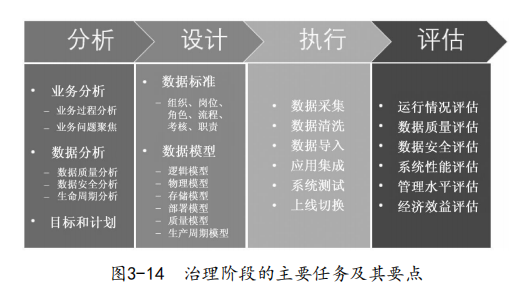 分析
设计
执行
评估
• 业务分析
– 业务过程分析
– 业务问题聚焦
• 数据分析
– 数据质量分析
– 数据安全分析
– 生命周期分析
• 目标和计划
• 数据标准
– 组织、岗位、
角色、流程、
考核、职责
• 数据模型
– 逻辑模型
– 物理模型
– 存储模型
– 部署模型
– 质量模型
– 生产周期模型
• 数据采集
• 数据清洗
• 数据导入
• 应用集成
• 系统测试
• 上线切换
• 运行情况评估
• 数据质量评估
• 数据安全评估
• 系统性能评估
• 管理水平评估
• 经济效益评估
图3-14 治理阶段的主要任务及其要点